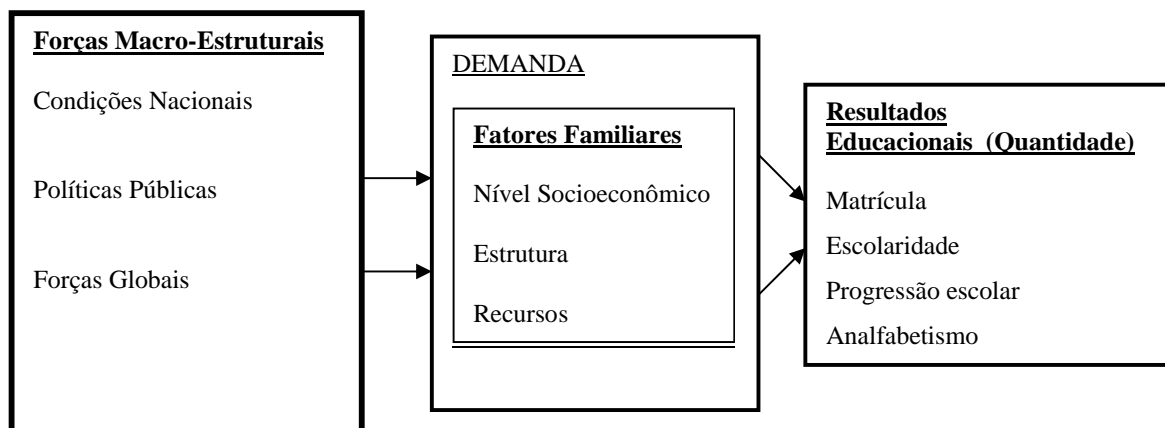 Forças Macro-Estruturais
Condições Nacionais
Políticas Públicas
Forças Globais
DEMANDA
Fatores Familiares
Nível Socioeconômico
Estrutura
Recursos
Resultados
Educacionais (Quantidade)
Matrícula
Escolaridade
Progressão escolar
Analfabetismo